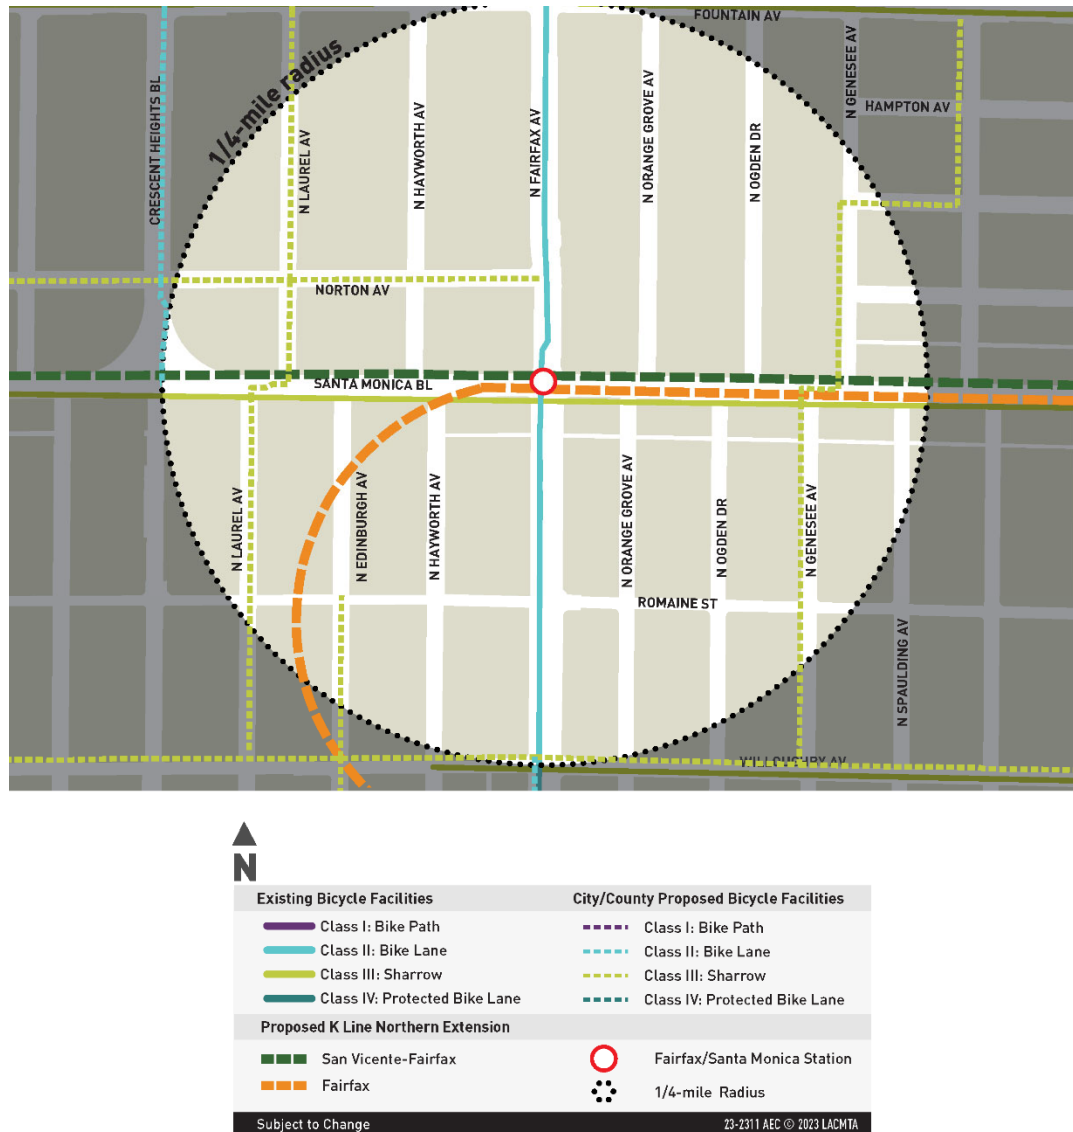 FOUNTAIN AV
1/4-mile radius
CRESCENT HEIGHTS BL
N LAUREL AV
N HAYWORTH AV
N FAIRFAX AV
N ORANGE GROVE AV
N OGDEN DR
N GENESEE AV
HAMPTON AV
NORTON AV
SANTA MONICA BL
N LAUREL AV
N EDINBURGH AV
N HAYWORTH AV
N ORANGE GROVE AV
N OGDEN DR
N GENESEE AV
N SPAULDING AV
ROMAINE ST
WILLOUGHBY AV
N
Existing Bicycle Facilities
Class I: Bike Path
Class II: Bike Lane
Class III: Sharrow
Class IV: Protected Bike Lane
City/County Proposed Bicycle Facilities
Class I: Bike Path
Class II: Bike Lane
Class III: Sharrow
Class IV: Protected Bike Lane
Proposed K Line Northern Extension
San Vicente-Fairfax
Fairfax
Fairfax/Santa Monica Station
1/4-mile Radius
Subject to Change
23-2311 AEC © 2023 LACMTA